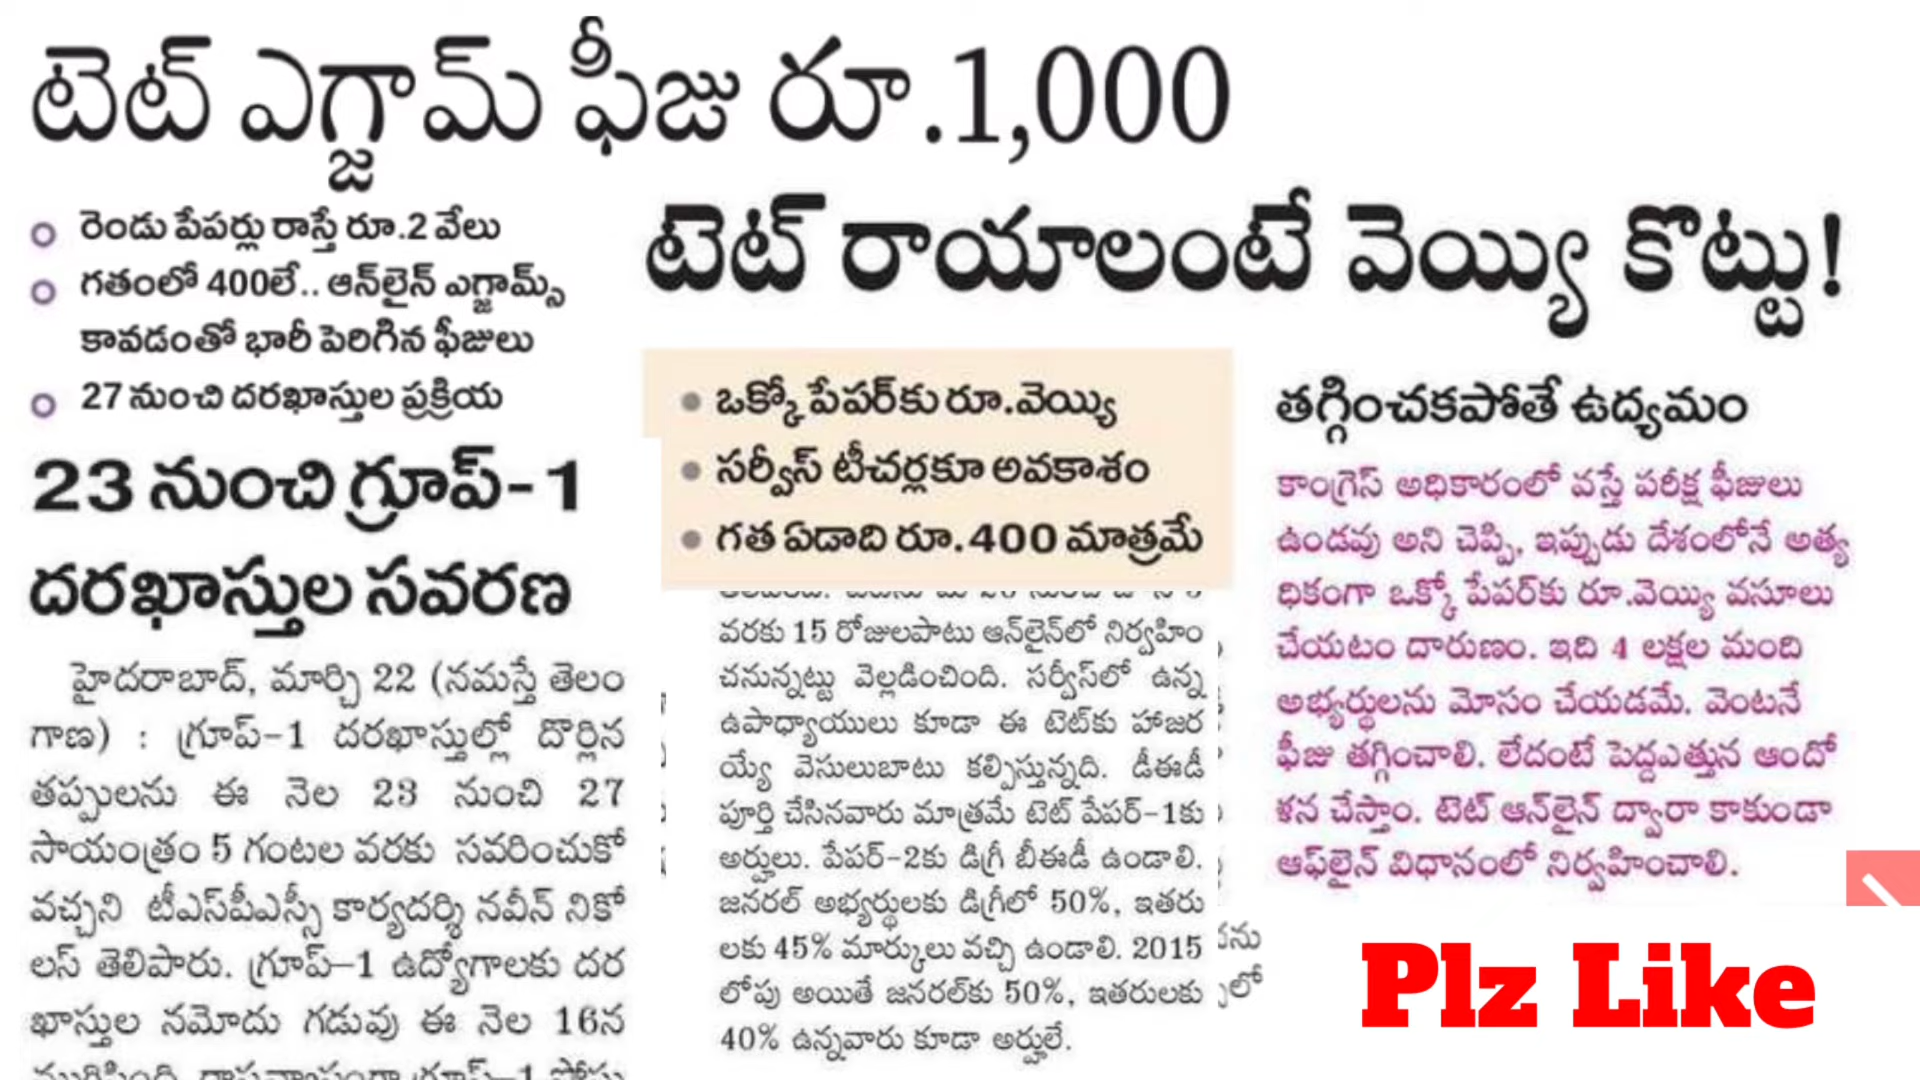 టెట్ ఎగ్జామ్ ఫీజు రూ.1,000
రెండు పేపర్లు రాస్తే రూ.2 వేలు
గతంలో 400లే.. ఆన్‌లైన్ ఎగ్జామ్స్
కావడంతో భారీ పెరిగిన ఫీజులు
27 నుంచి దరఖాస్తుల ప్రక్రియ
23 నుంచి గ్రూప్-1
దరఖాస్తుల సవరణ
హైదరాబాద్, మార్చి 22 (నమస్తే తెలం
గాణ) : గ్రూప్-1 దరఖాస్తుల్లో దొర్లిన
తప్పులను ఈ నెల 23 నుంచి 27
సాయంత్రం 5 గంటల వరకు సవరించుకో
వచ్చని టీఎస్‌పీఎస్సీ కార్యదర్శి నవీన్ నికో
లస్ తెలిపారు. గ్రూప్-1 ఉద్యోగాలకు దర
ఖాస్తుల నమోదు గడువు ఈ నెల 16న
టెట్ రాయాలంటే వెయ్యి కొట్టు!
ఒక్కో పేపర్‌కు రూ.వెయ్యి
సర్వీస్ టీచర్లకూ అవకాశం
గత ఏడాది రూ.400 మాత్రమే
వరకు 15 రోజులపాటు ఆన్‌లైన్‌లో నిర్వహిం
చనున్నట్టు వెల్లడించింది. సర్వీస్‌లో ఉన్న
ఉపాధ్యాయులు కూడా ఈ టెట్‌కు హాజర
య్యే వెసులుబాటు కల్పిస్తున్నది. డీఈడీ
పూర్తి చేసినవారు మాత్రమే టెట్ పేపర్-1కు
అర్హులు. పేపర్-2కు డిగ్రీ బీఈడీ ఉండాలి.
జనరల్ అభ్యర్థులకు డిగ్రీలో 50%, ఇతరు
లకు 45% మార్కులు వచ్చి ఉండాలి. 2015
లోపు అయితే జనరల్‌కు 50%, ఇతరులకు
40% ఉన్నవారు కూడా అర్హులే.
తగ్గించకపోతే ఉద్యమం
కాంగ్రెస్ అధికారంలో వస్తే పరీక్ష ఫీజులు
ఉండవు అని చెప్పి, ఇప్పుడు దేశంలోనే అత్య
ధికంగా ఒక్కో పేపర్‌కు రూ.వెయ్యి వసూలు
చేయటం దారుణం. ఇది 4 లక్షల మంది
అభ్యర్థులను మోసం చేయడమే. వెంటనే
ఫీజు తగ్గించాలి. లేదంటే పెద్దఎత్తున ఆందో
ళన చేస్తాం. టెట్ ఆన్‌లైన్ ద్వారా కాకుండా
ఆఫ్‌లైన్ విధానంలో నిర్వహించాలి.
Plz Like